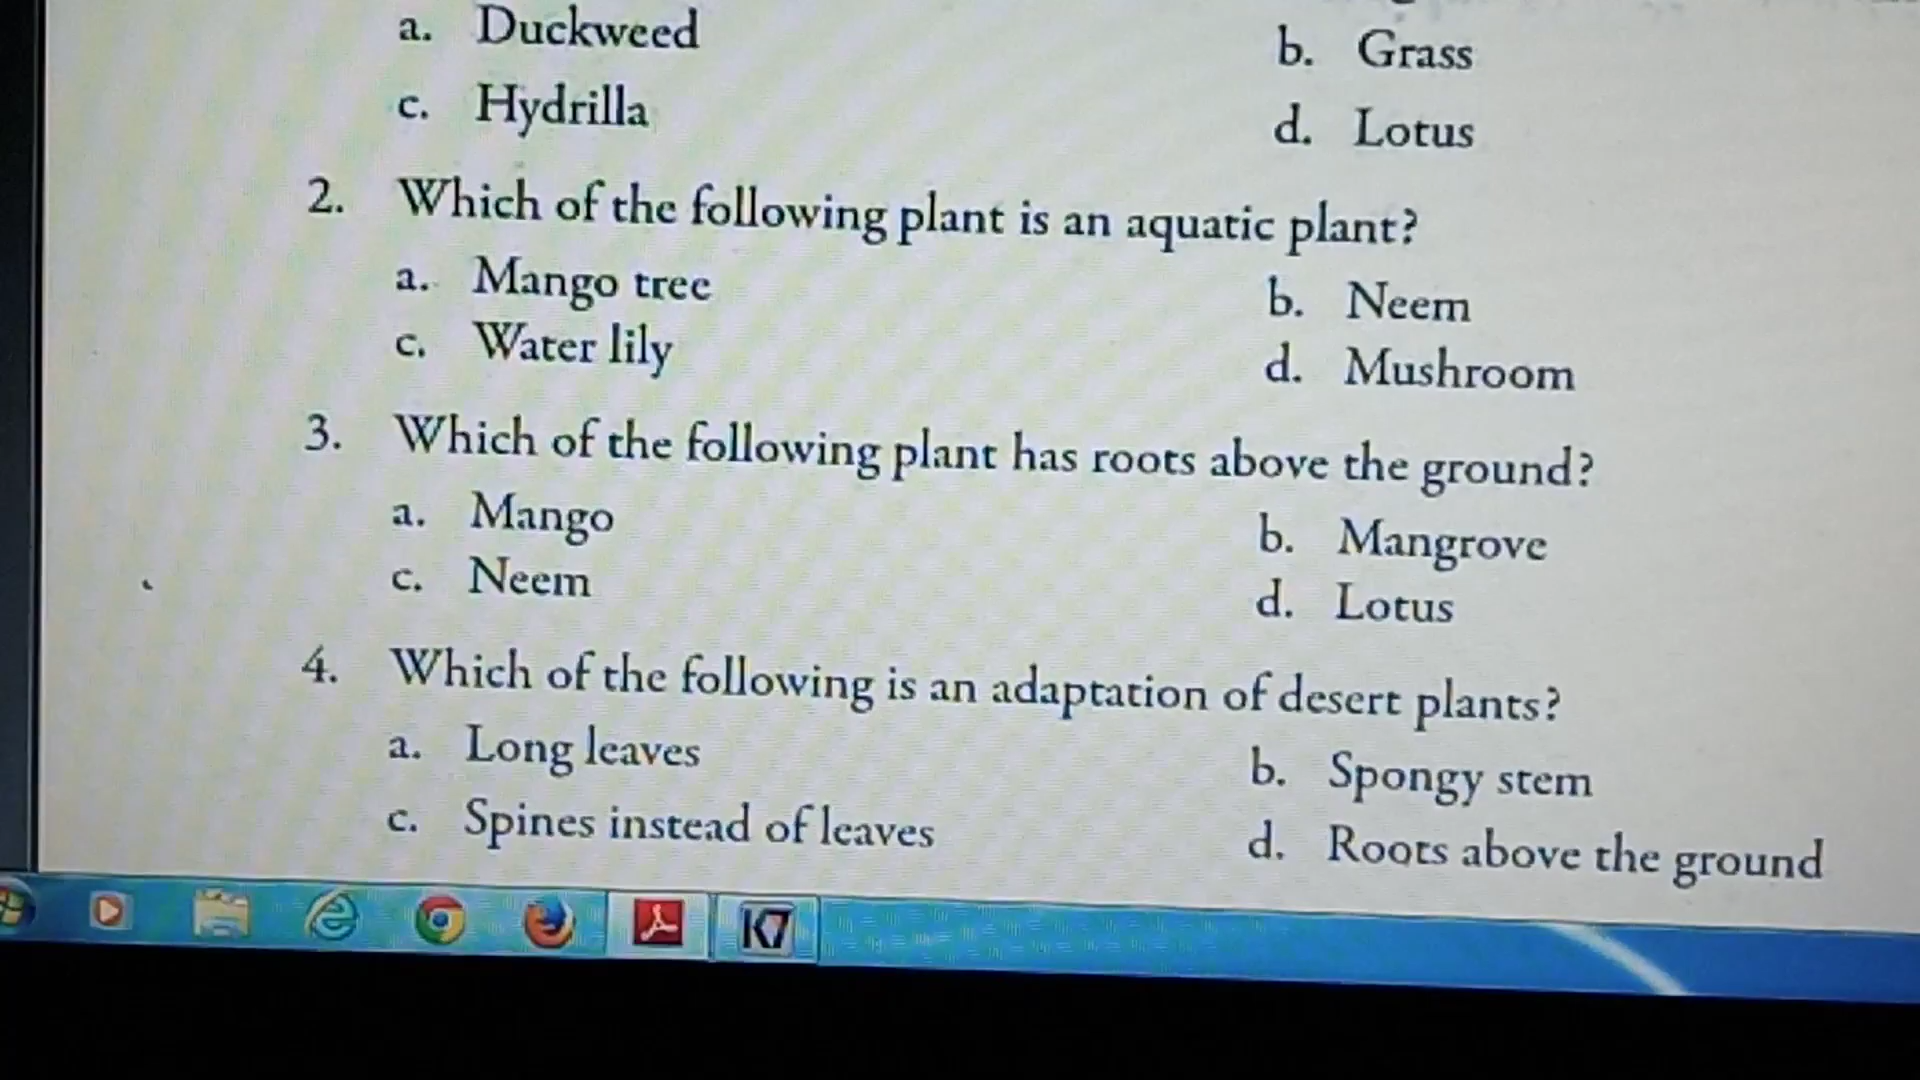 a. Duckweed b. Grass
c. Hydrilla d. Lotus
2. Which of the following plant is an aquatic plant?
a. Mango tree b. Neem
c. Water lily d. Mushroom
3. Which of the following plant has roots above the ground?
a. Mango b. Mangrove
c. Neem d. Lotus
4. Which of the following is an adaptation of desert plants?
a. Long leaves b. Spongy stem
c. Spines instead of leaves d. Roots above the ground
K7